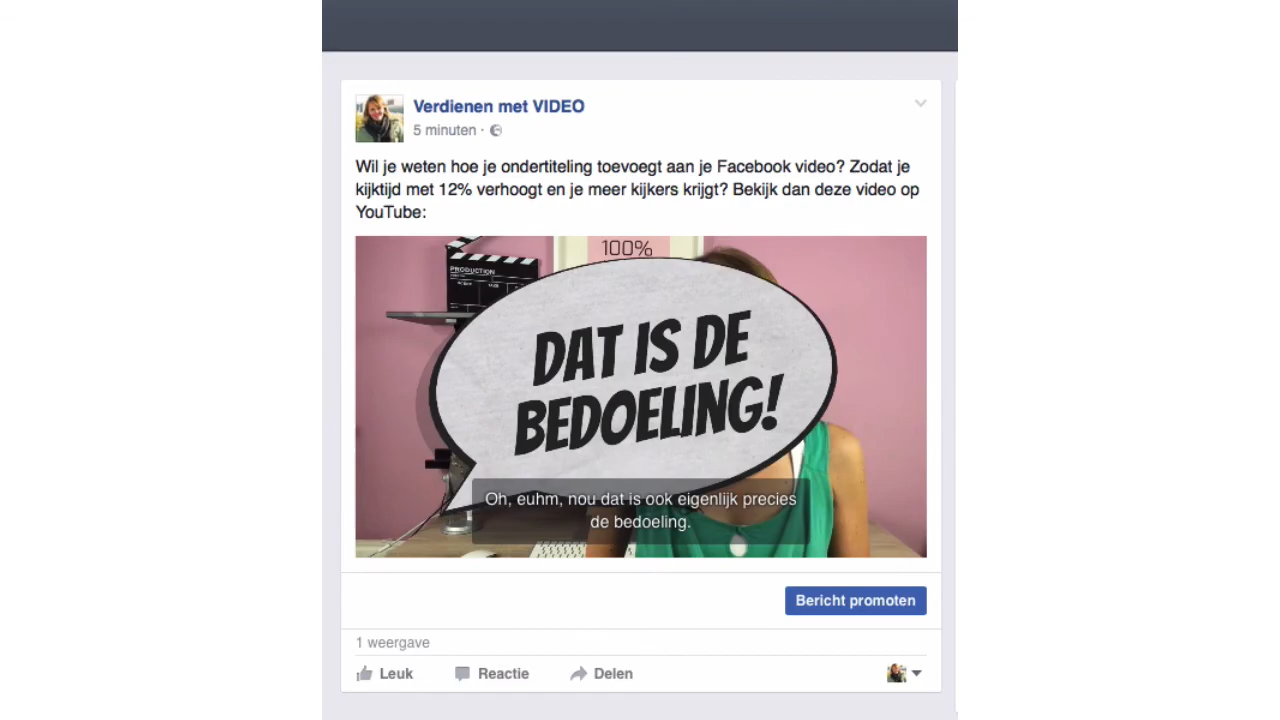 Verdienen met VIDEO
5 minuten ·
Wil je weten hoe je ondertiteling toevoegt aan je Facebook video? Zodat je
kijktijd met 12% verhoogt en je meer kijkers krijgt? Bekijk dan deze video op
YouTube:
100%
PRODUCTION
DAT IS DE
BEDOELING!
Oh, euhm, nou dat is ook eigenlijk precies
de bedoeling.
Bericht promoten
1 weergave
Leuk Reactie Delen